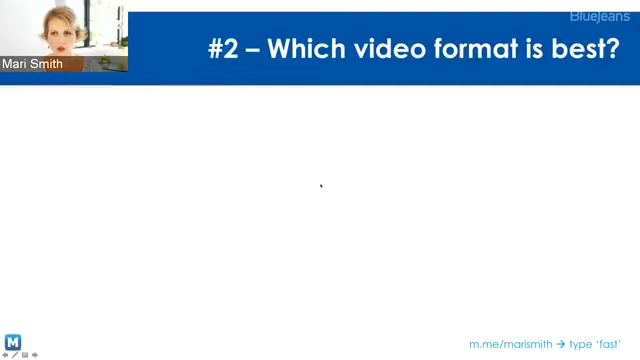 BlueJeans
#2 – Which video format is best?
Mari Smith
M
m.me/marismith → type ‘fast’